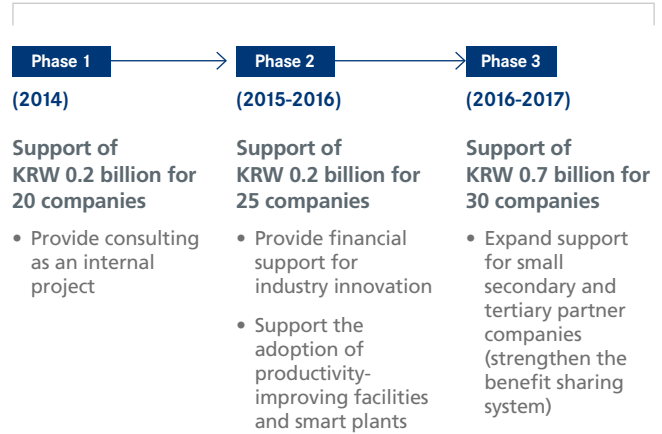 Phase 1
(2014)
Support of
KRW 0.2 billion for
20 companies
• Provide consulting
as an internal
project
Phase 2
(2015-2016)
Support of
KRW 0.2 billion for
25 companies
• Provide financial
support for
industry innovation
• Support the
adoption of
productivity-
improving facilities
and smart plants
Phase 3
(2016-2017)
Support of
KRW 0.7 billion for
30 companies
• Expand support
for small
secondary and
tertiary partner
companies
(strengthen the
benefit sharing
system)